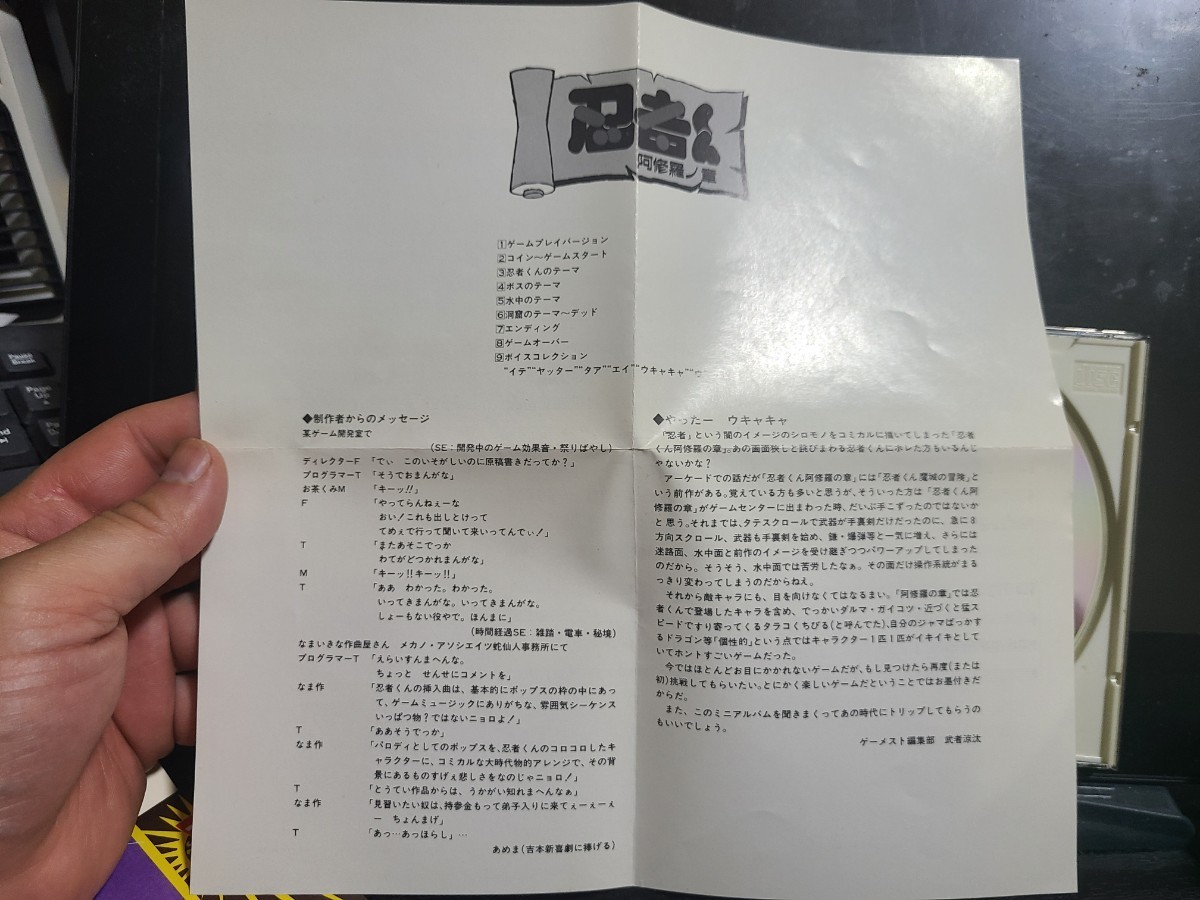 忍者くん
阿修羅ノ章
1ゲームプレイバージョン
2コイン〜ゲームスタート
3忍者くんのテーマ
4ボスのテーマ
5水中のテーマ
6洞窟のテーマ〜デッド
7エンディング
8ゲームオーバー
9ボイスコレクション
“イテ”“ヤッター”“タア”“エイ”“ウキャキャ”
◆制作者からのメッセージ
某ゲーム開発室で
(SE:開発中のゲーム効果音・祭りばやし)
ディレクターF 「でぃ このいそがしいのに原稿書きだってか?」
プログラマーT 「そうでおまんがな」
お茶くみM 「キーッ!!」
F 「やってらんねぇーな
おい!これも出しとけって
てめぇで行って聞いて来いってんでぃ!」
T 「またあそこでっか
わてがどつかれまんがな」
M 「キーッ!!キーッ!!」
T 「ああ わかった。わかった。
いってきまんがな。いってきまんがな。
しょーもない役やで。ほんまに」
(時間経過SE:雑踏・電車・秘境)
なまいきな作曲屋さん メカノ・アソシエイツ蛇仙人事務所にて
プログラマーT 「えらいすんまへんな。
ちょっと せんせにコメントを」
なま作 「忍者くんの挿入曲は、基本的にポップスの枠の中にあっ
て、ゲームミュージックにありがちな、雰囲気シーケンス
いっぱつ物?ではないニョロよ!」
T 「ああそうでっか」
なま作 「パロディとしてのポップスを、忍者くんのコロコロしたキ
ャラクターに、コミカルな大時代物的アレンジで、その背
景にあるものすげぇ悲しさをなのじゃニョロ!」
T 「とうてい作品からは、うかがい知れまへんなぁ」
なま作 「見習いたい奴は、持参金もって弟子入りに来てぇーぇーぇ
ー ちょんまげ」
T 「あっ…あっほらし」…
あめま(吉本新喜劇に捧げる)
◆やったー ウキャキャ
「忍者」という闇のイメージのシロモノをコミカルに描いてしまった「忍者
くん阿修羅の章」。あの画面狭しと跳びまわる忍者くんにホレた方もいるんじ
ゃないかな?
アーケードでの話だが「忍者くん阿修羅の章」には「忍者くん魔城の冒険」と
いう前作がある。覚えている方も多いと思うが、そういった方は「忍者くん阿
修羅の章」がゲームセンターに出まわった時、だいぶ手こずったのではないか
と思う。それまでは、タテスクロールで武器が手裏剣だけだったのに、急に8
方向スクロール、武器も手裏剣を始め、鎌・爆弾等と一気に増え、さらには
迷路面、水中面と前作のイメージを受け継ぎつつパワーアップしてしまった
のだから。そうそう、水中面では苦労したなぁ。その面だけ操作系統がまる
っきり変わってしまうのだからねえ。
それから敵キャラにも、目を向けなくてはなるまい。「阿修羅の章」では忍
者くんで登場したキャラを含め、でっかいダルマ・ガイコツ・近づくと猛ス
ピードですり寄ってくるタラコくちびる(と呼んでた)、自分のジャマばっかす
るドラゴン等「個性的」という点ではキャラクター1匹1匹がイキイキとして
いてホントすごいゲームだった。
今ではほとんどお目にかかれないゲームだが、もし見つけたら再度(または
初)挑戦してもらいたい。とにかく楽しいゲームだということではお墨付きだ
からだ。
また、このミニアルバムを聞きまくってあの時代にトリップしてもらうの
もいいでしょう。
ゲーメスト編集部 武者涼汰
Pause
Break
Page
Up
End